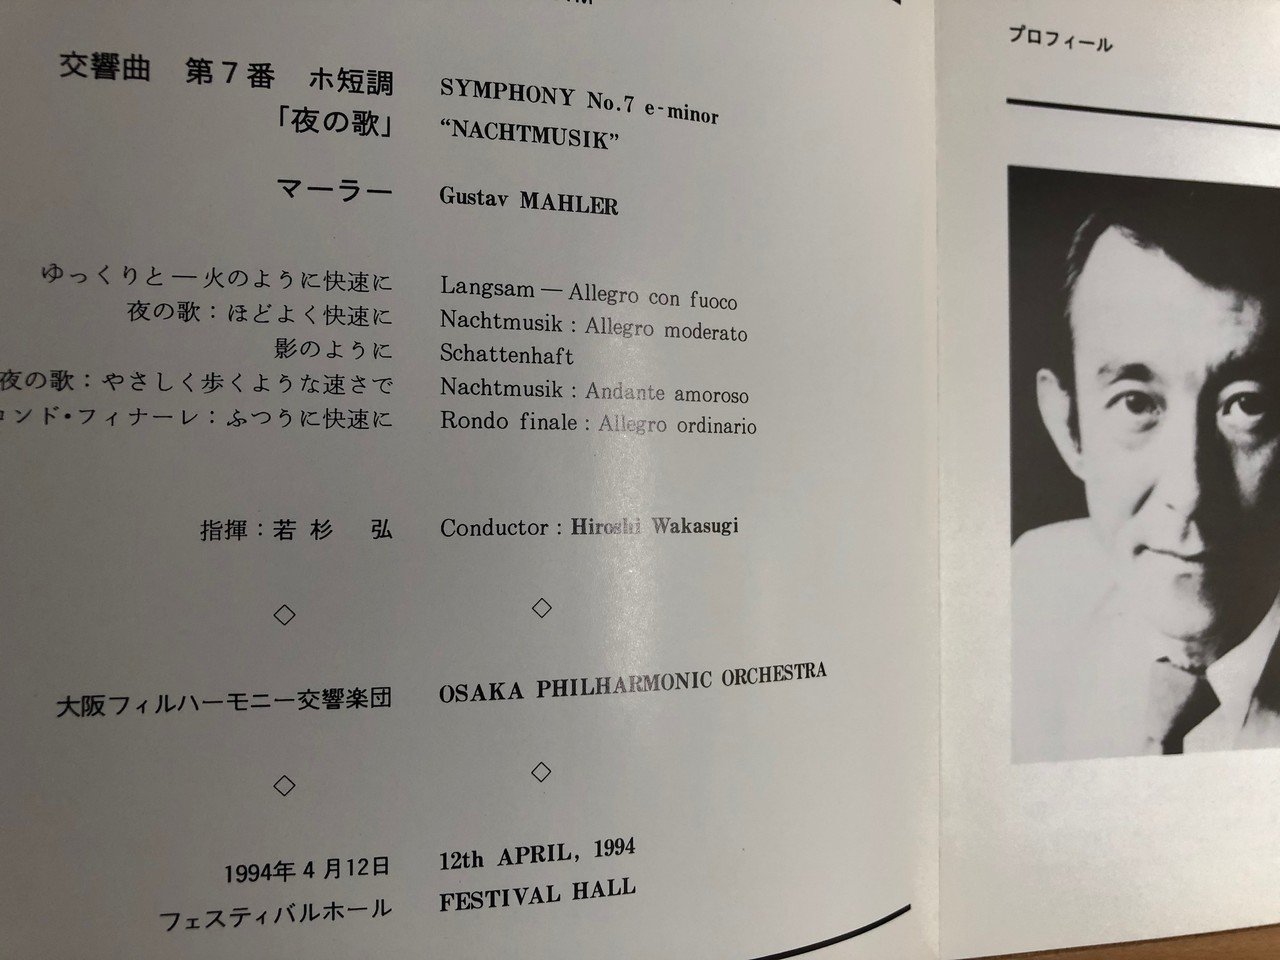 交響曲 第7番 ホ短調
「夜の歌」
マーラー
SYMPHONY No.7 e-minor
“NACHTMUSIK”
Gustav MAHLER
ゆっくりと―火のように快速に
夜の歌：ほどよく快速に
影のように
夜の歌：やさしく歩くような速さで
ンド・フィナーレ：ふつうに快速に
Langsam — Allegro con fuoco
Nachtmusik : Allegro moderato
Schattenhaft
Nachtmusik : Andante amoroso
Rondo finale : Allegro ordinario
指揮：若杉 弘
Conductor : Hiroshi Wakasugi
大阪フィルハーモニー交響楽団
OSAKA PHILHARMONIC ORCHESTRA
1994年4月12日
フェスティバルホール
12th APRIL, 1994
FESTIVAL HALL
プロフィール